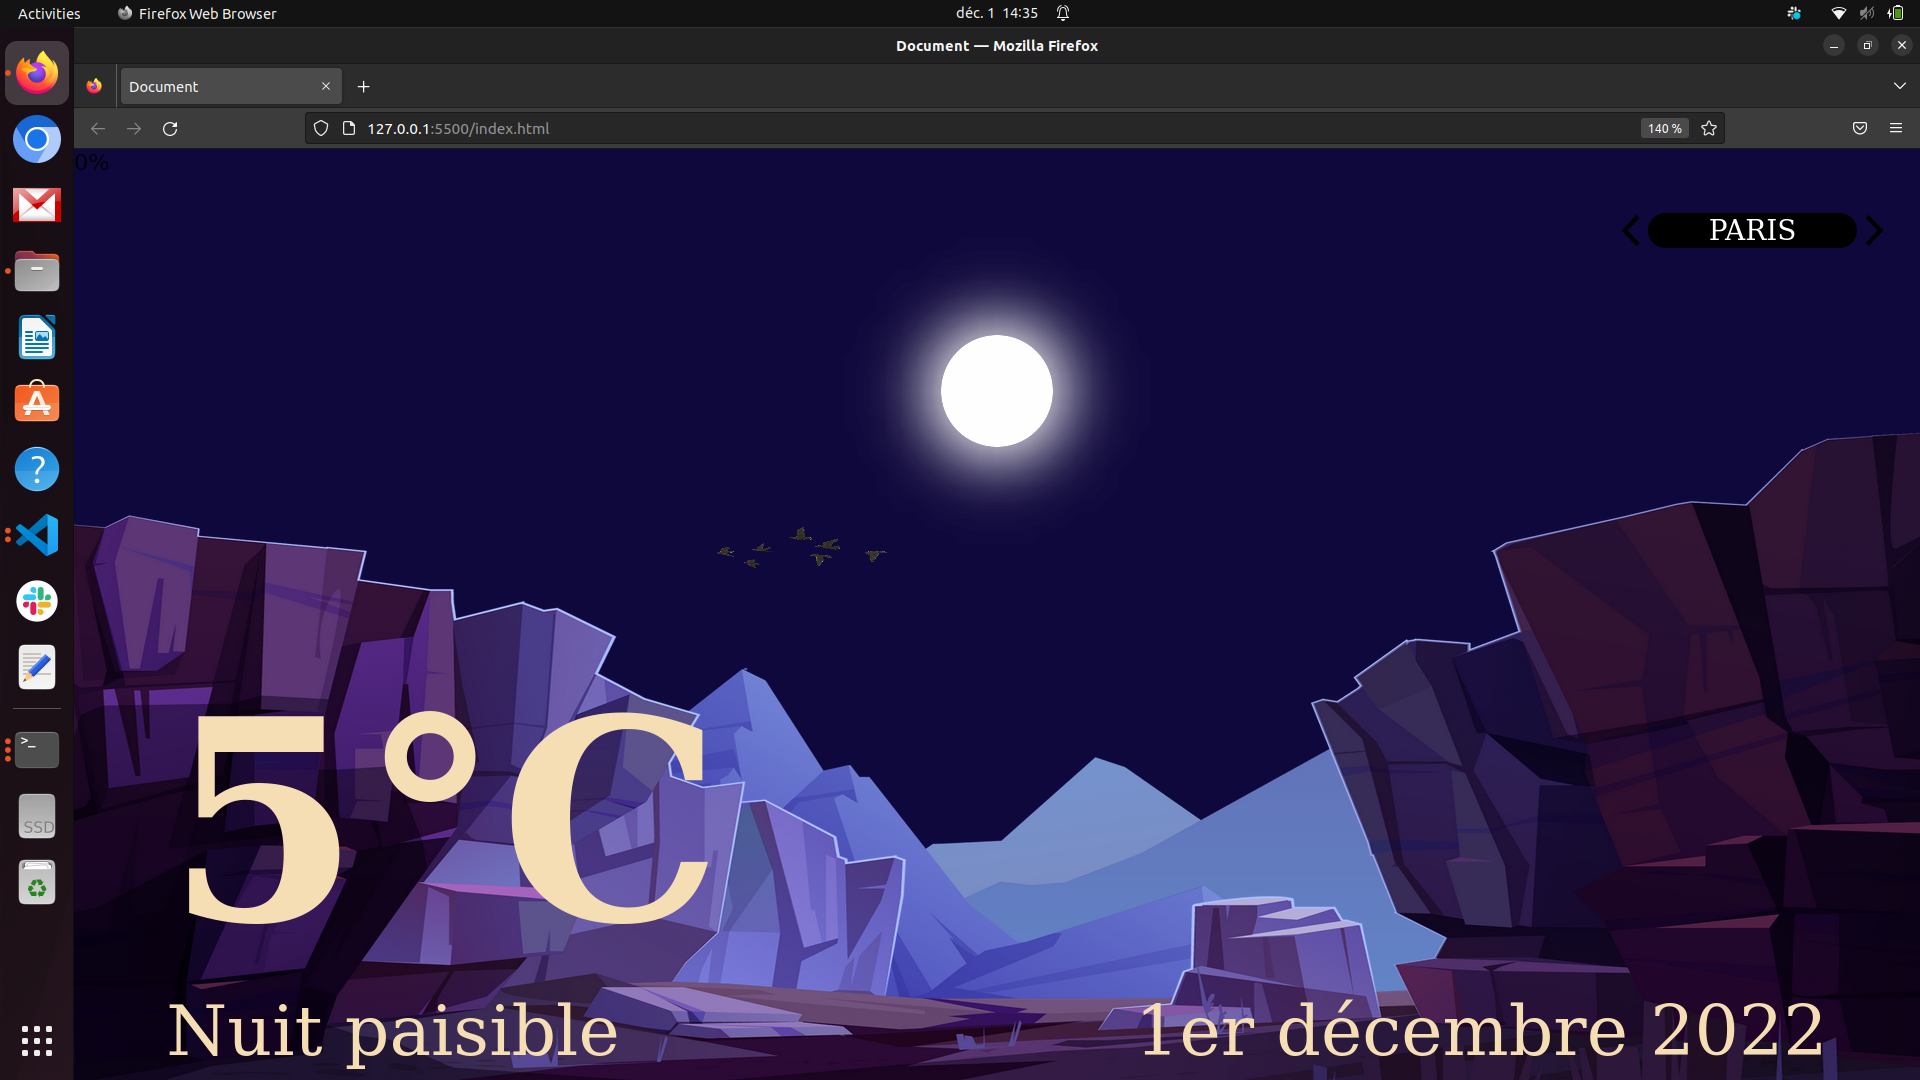 Activities
Firefox Web Browser
déc. 1 14:35
Document — Mozilla Firefox
Document
127.0.0.1:5500/index.html
140 %
0%
PARIS
5°C
SSD
Nuit paisible
1er décembre 2022